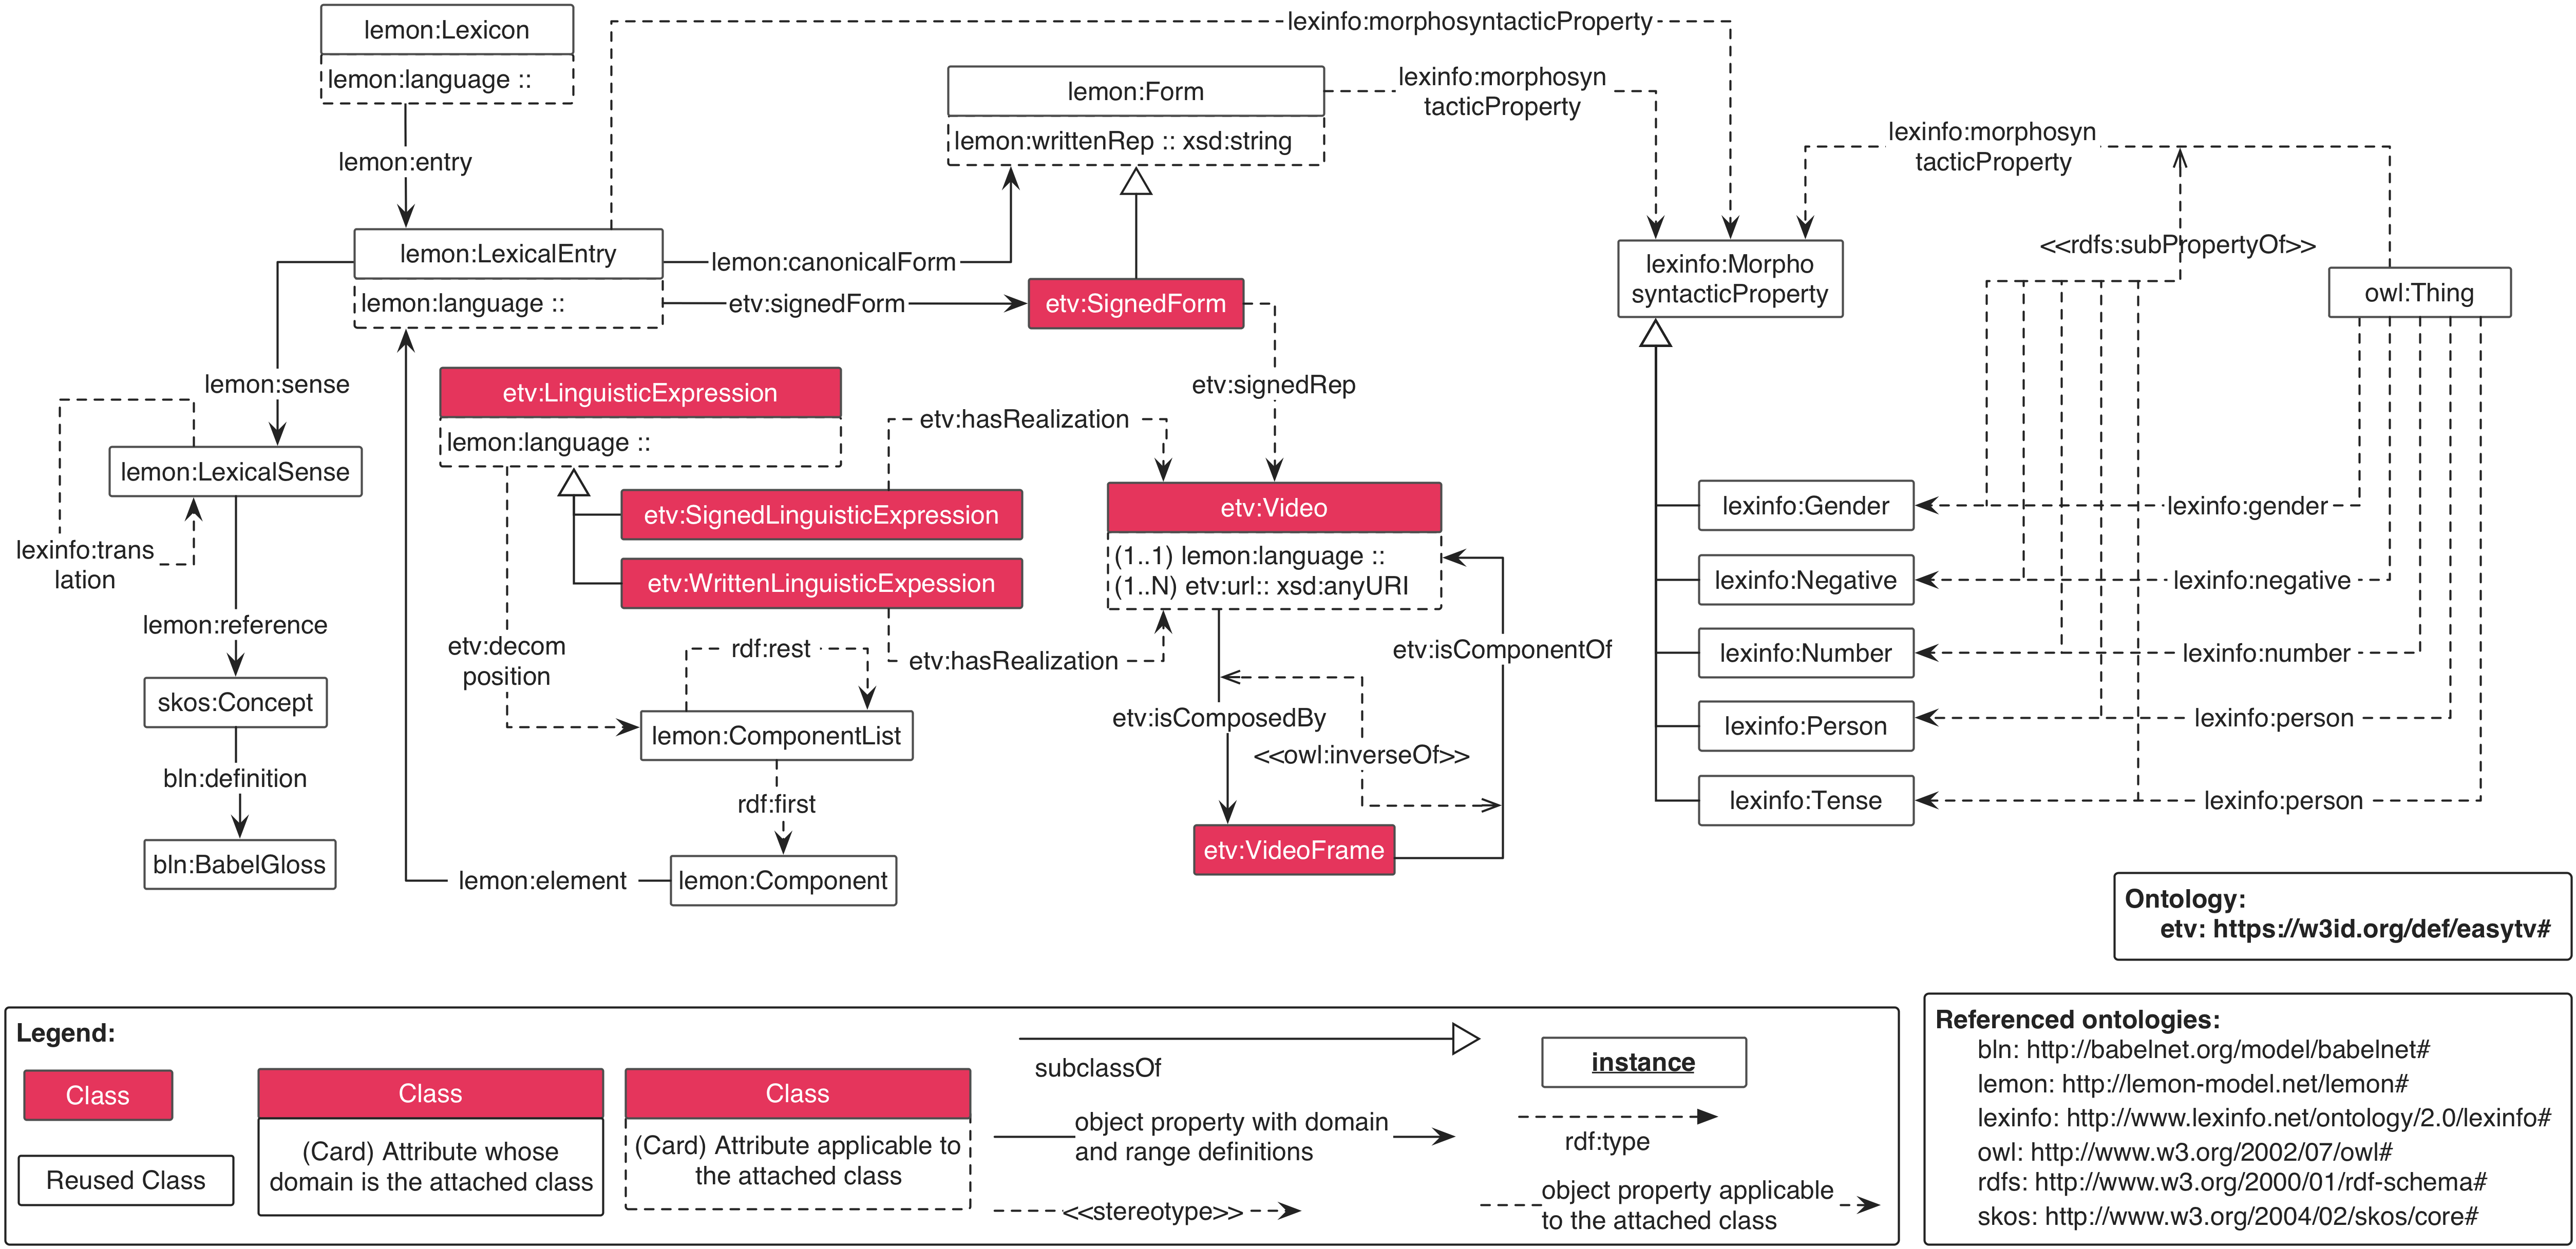 lemon:Lexicon
lemon:language ::
lemon:entry
lexinfo:morphosyntacticProperty
lemon:Form
lemon:writtenRep :: xsd:string
lexinfo:morphosyn
tacticProperty
lexinfo:morphosyn
tacticProperty
<<rdfs:subPropertyOf>>
owl:Thing
lexinfo:Morpho
syntacticProperty
lemon:LexicalEntry
lemon:language ::
lemon:canonicalForm
etv:signedForm
etv:SignedForm
etv:signedRep
lemon:sense
lemon:LexicalSense
lexinfo:trans
lation
lemon:reference
skos:Concept
bln:definition
bln:BabelGloss
etv:LinguisticExpression
lemon:language ::
etv:SignedLinguisticExpression
etv:WrittenLinguisticExpession
etv:hasRealization
etv:hasRealization
etv:decom
position
rdf:rest
lemon:ComponentList
rdf:first
lemon:Component
lemon:element
etv:Video
(1..1) lemon:language ::
(1..N) etv:url:: xsd:anyURI
etv:isComposedBy
etv:isComponentOf
<<owl:inverseOf>>
etv:VideoFrame
lexinfo:Gender
lexinfo:gender
lexinfo:Negative
lexinfo:negative
lexinfo:Number
lexinfo:number
lexinfo:Person
lexinfo:person
lexinfo:Tense
lexinfo:person
Ontology:
etv: https://w3id.org/def/easytv#
Legend:
Class
Reused Class
Class
(Card) Attribute whose
domain is the attached class
Class
(Card) Attribute applicable to
the attached class
subclassOf
object property with domain
and range definitions
<<stereotype>>
instance
rdf:type
object property applicable
to the attached class
Referenced ontologies:
bln: http://babelnet.org/model/babelnet#
lemon: http://lemon-model.net/lemon#
lexinfo: http://www.lexinfo.net/ontology/2.0/lexinfo#
owl: http://www.w3.org/2002/07/owl#
rdfs: http://www.w3.org/2000/01/rdf-schema#
skos: http://www.w3.org/2004/02/skos/core#